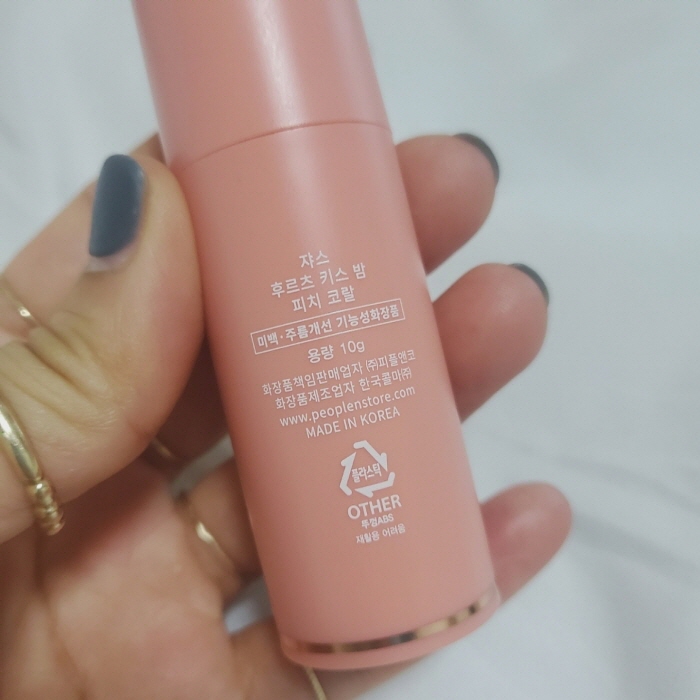 쟈스
후르츠 키스 밤
피치 코랄
미백·주름개선 기능성화장품
용량 10g
화장품책임판매업자 ㈜피플앤코
화장품제조업자 한국콜마㈜
www.peoplenstore.com
MADE IN KOREA
플라스틱
OTHER
뚜껑ABS
재활용 어려움